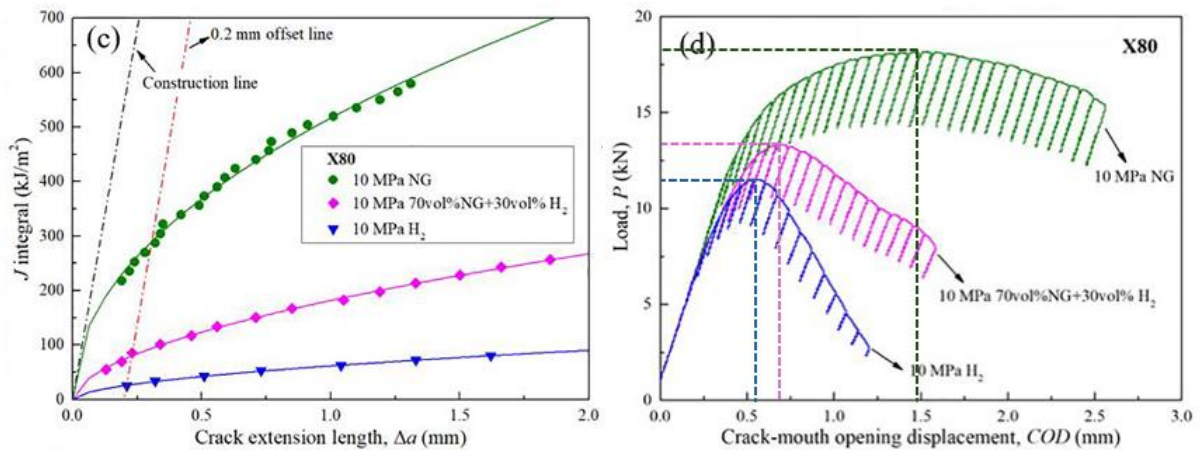 (c)
0.2 mm offset line
Construction line
X80
10 MPa NG
10 MPa 70vol%NG+30vol% H₂
10 MPa H₂
J integral (kJ/m²)
700
600
500
400
300
200
100
0
0.0 0.5 1.0 1.5 2.0
Crack extension length, Δa (mm)
(d)
X80
10 MPa NG
10 MPa 70vol%NG+30vol% H₂
10 MPa H₂
Load, P (kN)
20
15
10
5
0
0.0 0.5 1.0 1.5 2.0 2.5 3.0
Crack-mouth opening displacement, COD (mm)